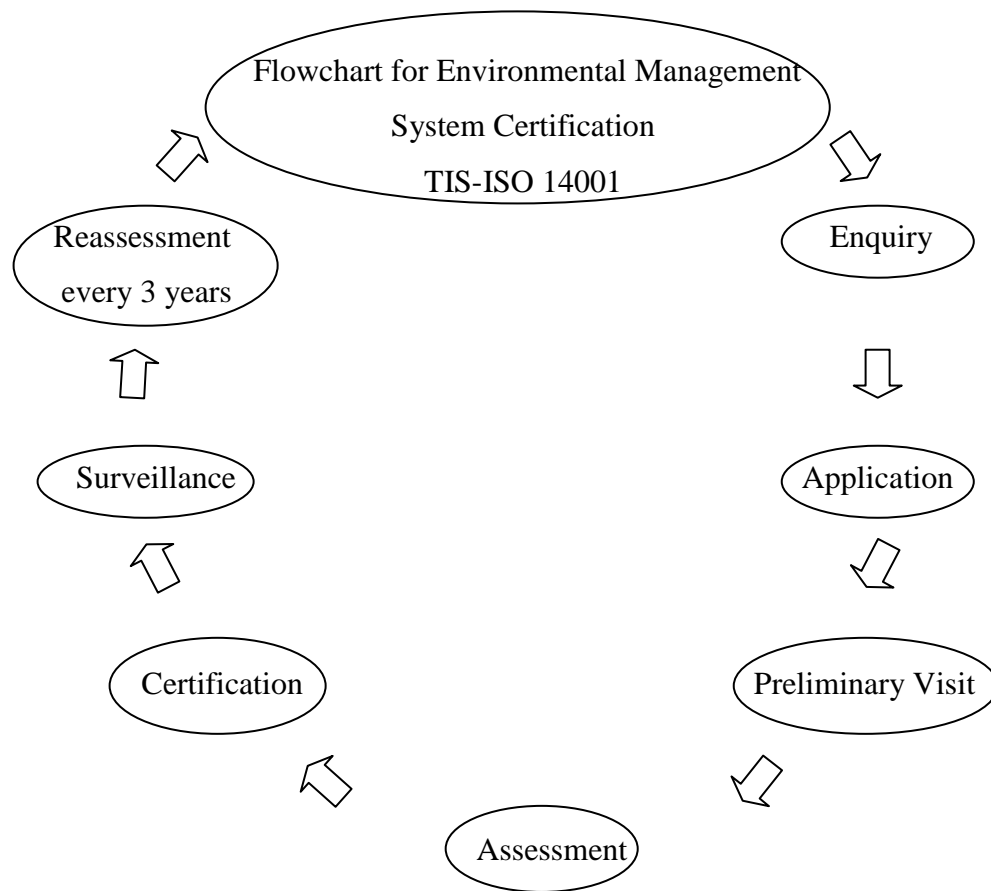 Flowchart for Environmental Management
System Certification
TIS-ISO 14001
Enquiry
Application
Preliminary Visit
Assessment
Certification
Surveillance
Reassessment
every 3 years